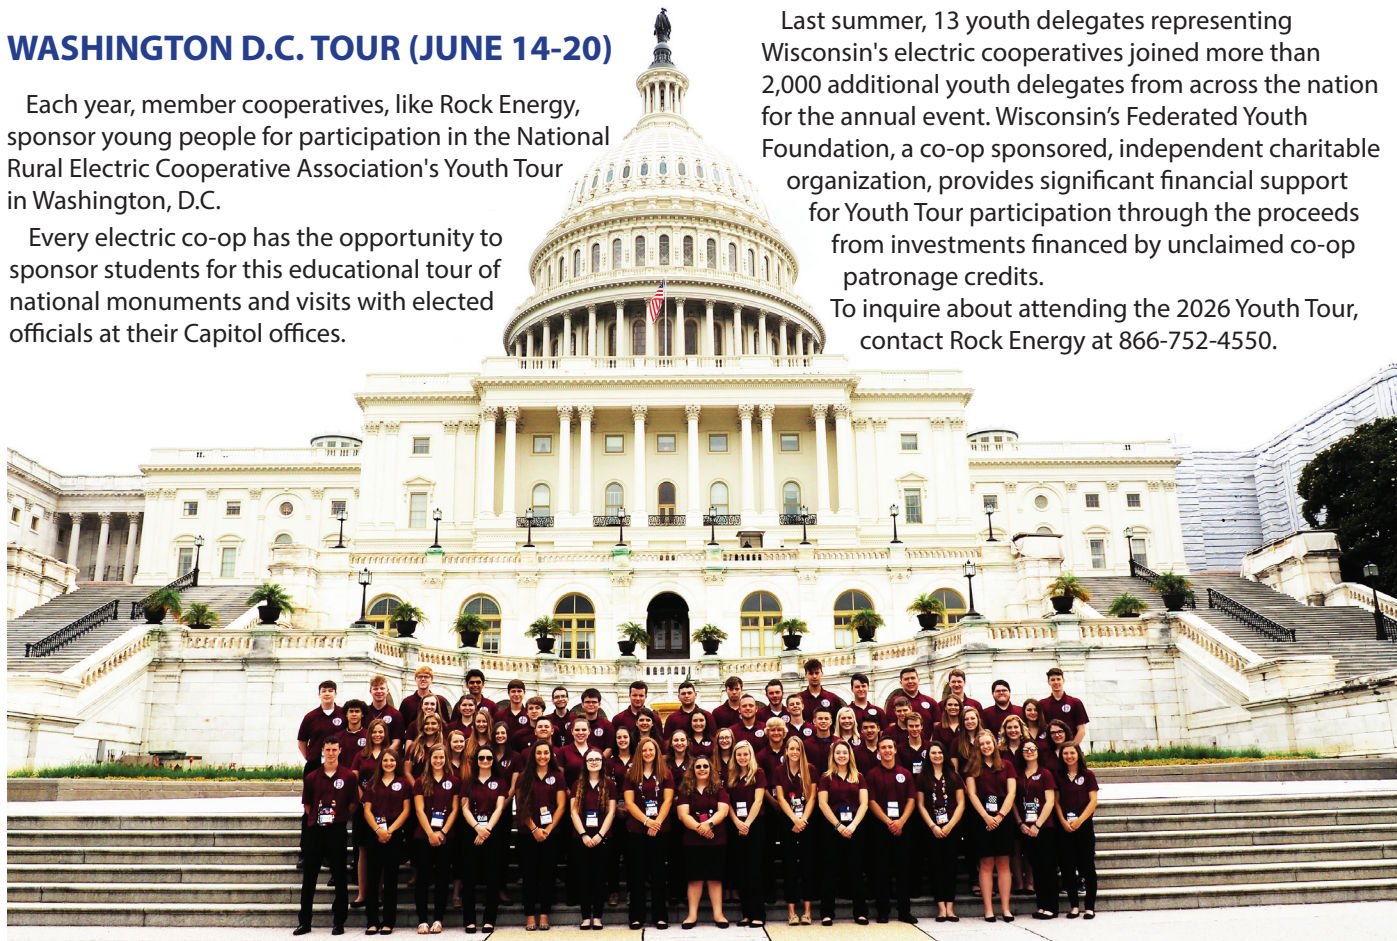 WASHINGTON D.C. TOUR (JUNE 14-20)
Each year, member cooperatives, like Rock Energy,
sponsor young people for participation in the National
Rural Electric Cooperative Association's Youth Tour
in Washington, D.C.
Every electric co-op has the opportunity to
sponsor students for this educational tour of
national monuments and visits with elected
officials at their Capitol offices.
Last summer, 13 youth delegates representing
Wisconsin's electric cooperatives joined more than
2,000 additional youth delegates from across the nation
for the annual event. Wisconsin’s Federated Youth
Foundation, a co-op sponsored, independent charitable
organization, provides significant financial support
for Youth Tour participation through the proceeds
from investments financed by unclaimed co-op
patronage credits.
To inquire about attending the 2026 Youth Tour,
contact Rock Energy at 866-752-4550.